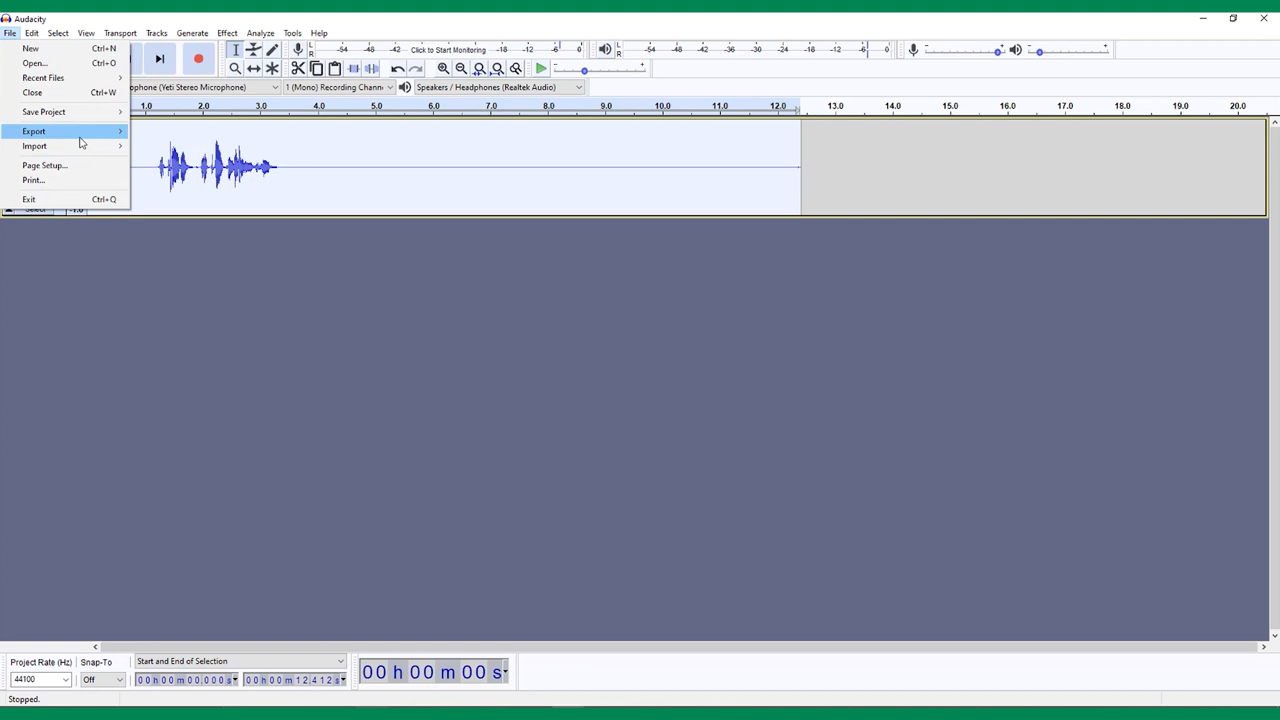 Audacity
File Edit Select View Transport Tracks Generate Effect Analyze Tools Help
New Ctrl+N
Open... Ctrl+O
Recent Files
Close Ctrl+W
Save Project
Export
Import
Page Setup...
Print...
Exit Ctrl+Q
L R -54 -48 -42 Click to Start Monitoring -18 -12 -6 0
L R -54 -48 -42 -36 -30 -24 -18 -12 -6 0
- + - +
- +
ophone (Yeti Stereo Microphone) 1 (Mono) Recording Channe Speakers / Headphones (Realtek Audio)
1.0 2.0 3.0 4.0 5.0 6.0 7.0 8.0 9.0 10.0 11.0 12.0 13.0 14.0 15.0 16.0 17.0 18.0 19.0 20.0
Select -1.0
Project Rate (Hz) Snap-To Start and End of Selection
44100 Off 00 h 00 m 00.000 s 00 h 00 m 12.412 s
00 h 00 m 00 s
Stopped.